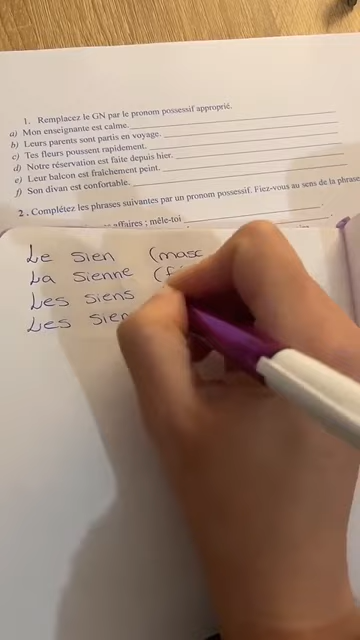 1. Remplacez le GN par le pronom possessif approprié.
a) Mon enseignante est calme.
b) Leurs parents sont partis en voyage.
c) Tes fleurs poussent rapidement.
d) Notre réservation est faite depuis hier.
e) Leur balcon est fraîchement peint.
f) Son divan est confortable.
2. Complétez les phrases suivantes par un pronom possessif. Fiez-vous au sens de la phrase
affaires ; mêle-toi
Le sien (masc
La sienne (f
Les siens
Les sien